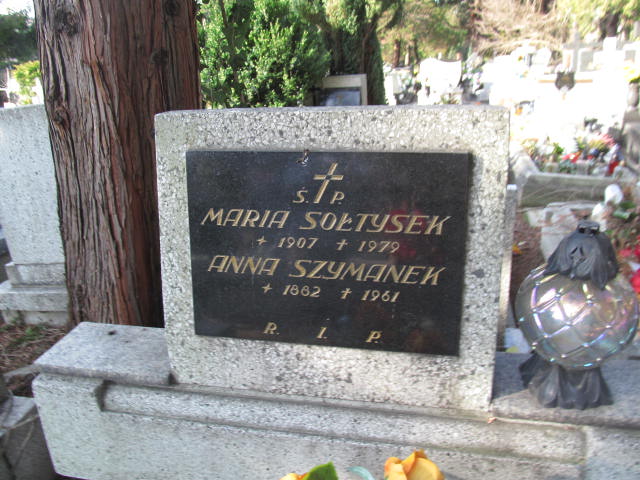 Ś. P.
MARIA SOŁTYSEK
+ 1907 + 1979
ANNA SZYMANEK
+ 1882 + 1961
R. I. P.